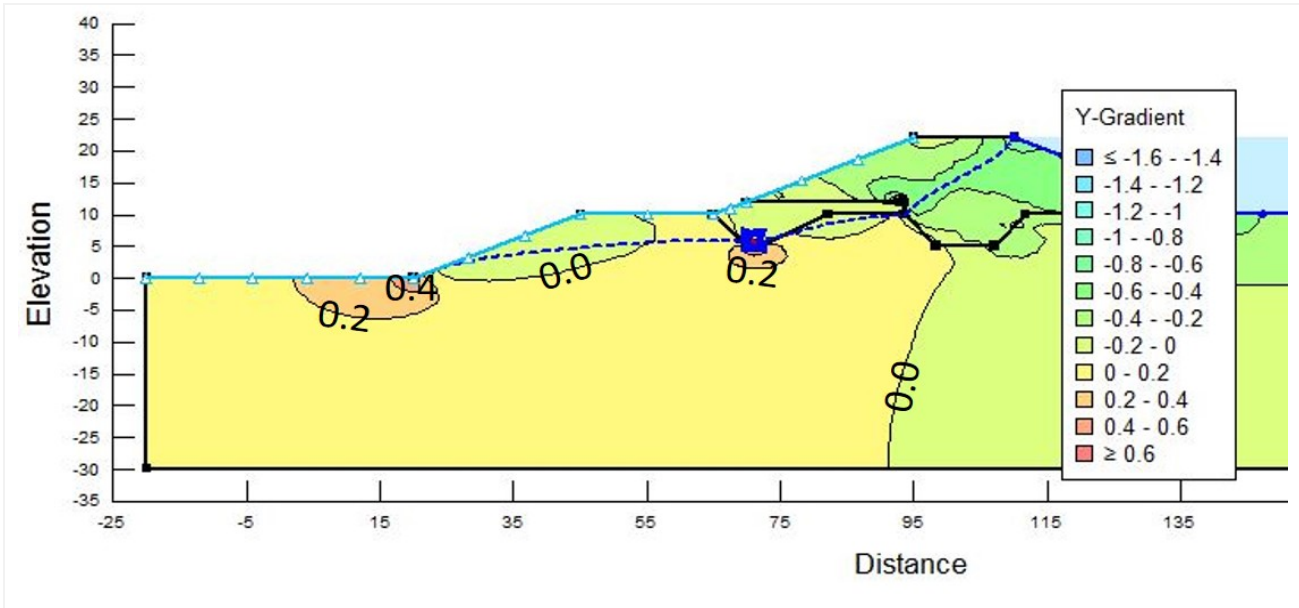 40
35
30
25
20
15
10
5
0
-5
-10
-15
-20
-25
-30
-35
Elevation
-25
-5
15
35
55
75
95
115
135
Distance
0.2
0.4
0.0
0.2
0.0
Y-Gradient
≤ -1.6 - -1.4
-1.4 - -1.2
-1.2 - -1
-1 - -0.8
-0.8 - -0.6
-0.6 - -0.4
-0.4 - -0.2
-0.2 - 0
0 - 0.2
0.2 - 0.4
0.4 - 0.6
≥ 0.6